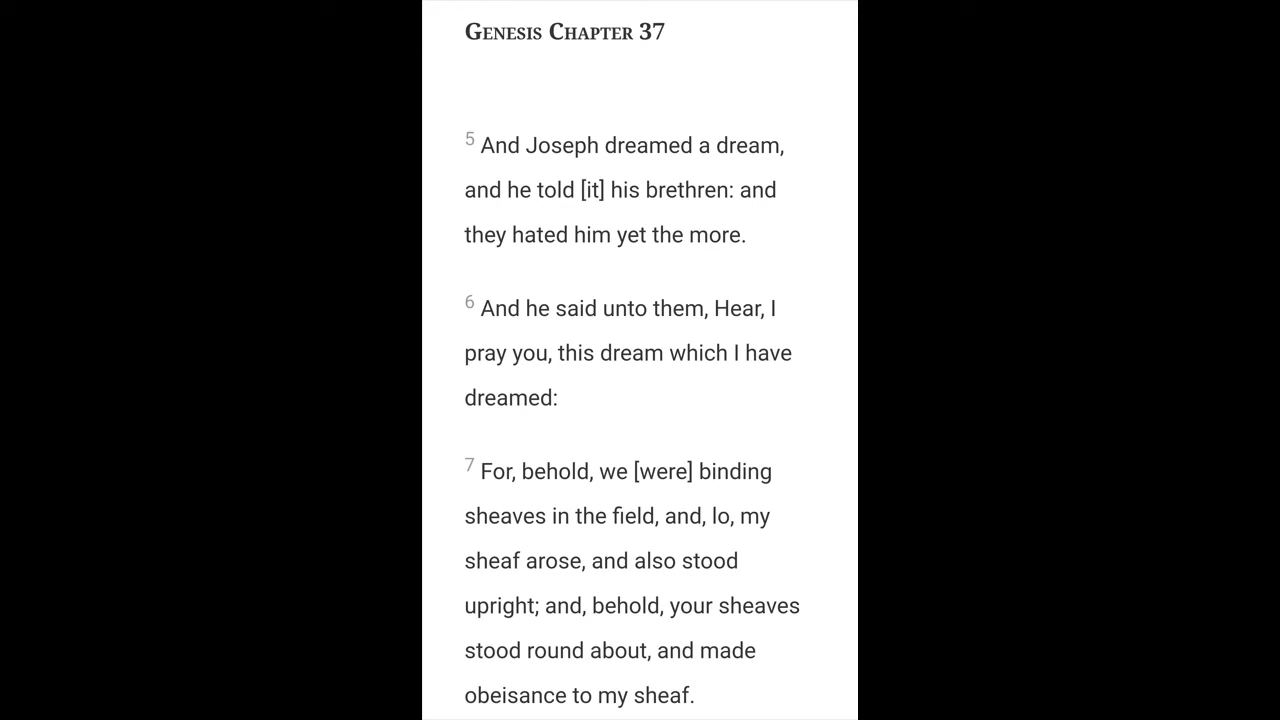 Genesis Chapter 37
5 And Joseph dreamed a dream,
and he told [it] his brethren: and
they hated him yet the more.
6 And he said unto them, Hear, I
pray you, this dream which I have
dreamed:
7 For, behold, we [were] binding
sheaves in the field, and, lo, my
sheaf arose, and also stood
upright; and, behold, your sheaves
stood round about, and made
obeisance to my sheaf.